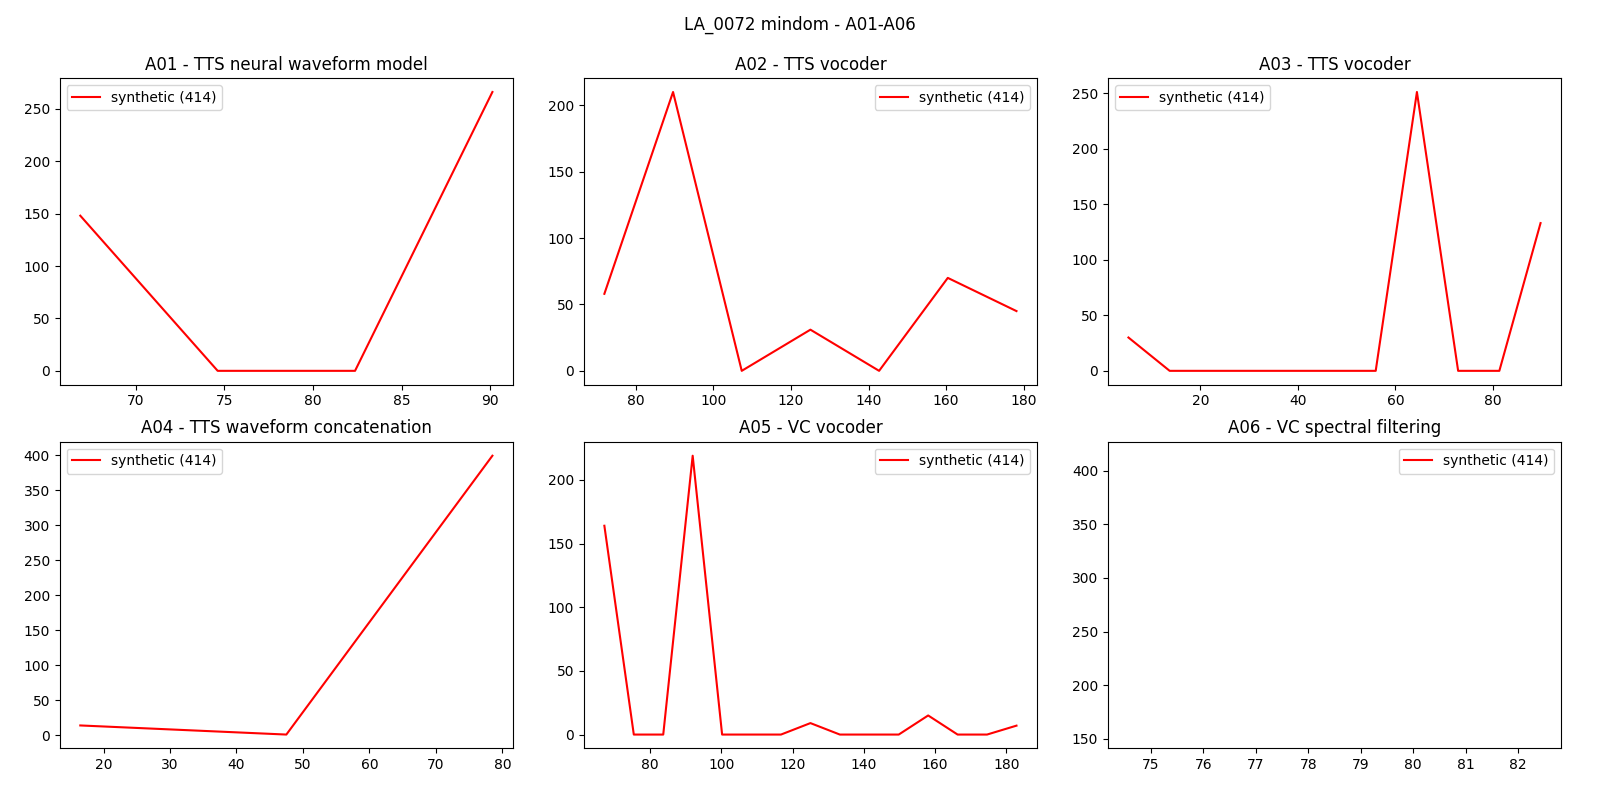 LA_0072 mindom - A01-A06
A01 - TTS neural waveform model
synthetic (414)
250
200
150
100
50
0
70 75 80 85 90
A02 - TTS vocoder
synthetic (414)
200
150
100
50
0
80 100 120 140 160 180
A03 - TTS vocoder
synthetic (414)
250
200
150
100
50
0
20 40 60 80
A04 - TTS waveform concatenation
synthetic (414)
400
350
300
250
200
150
100
50
0
20 30 40 50 60 70 80
A05 - VC vocoder
synthetic (414)
200
150
100
50
0
80 100 120 140 160 180
A06 - VC spectral filtering
synthetic (414)
400
350
300
250
200
150
75 76 77 78 79 80 81 82